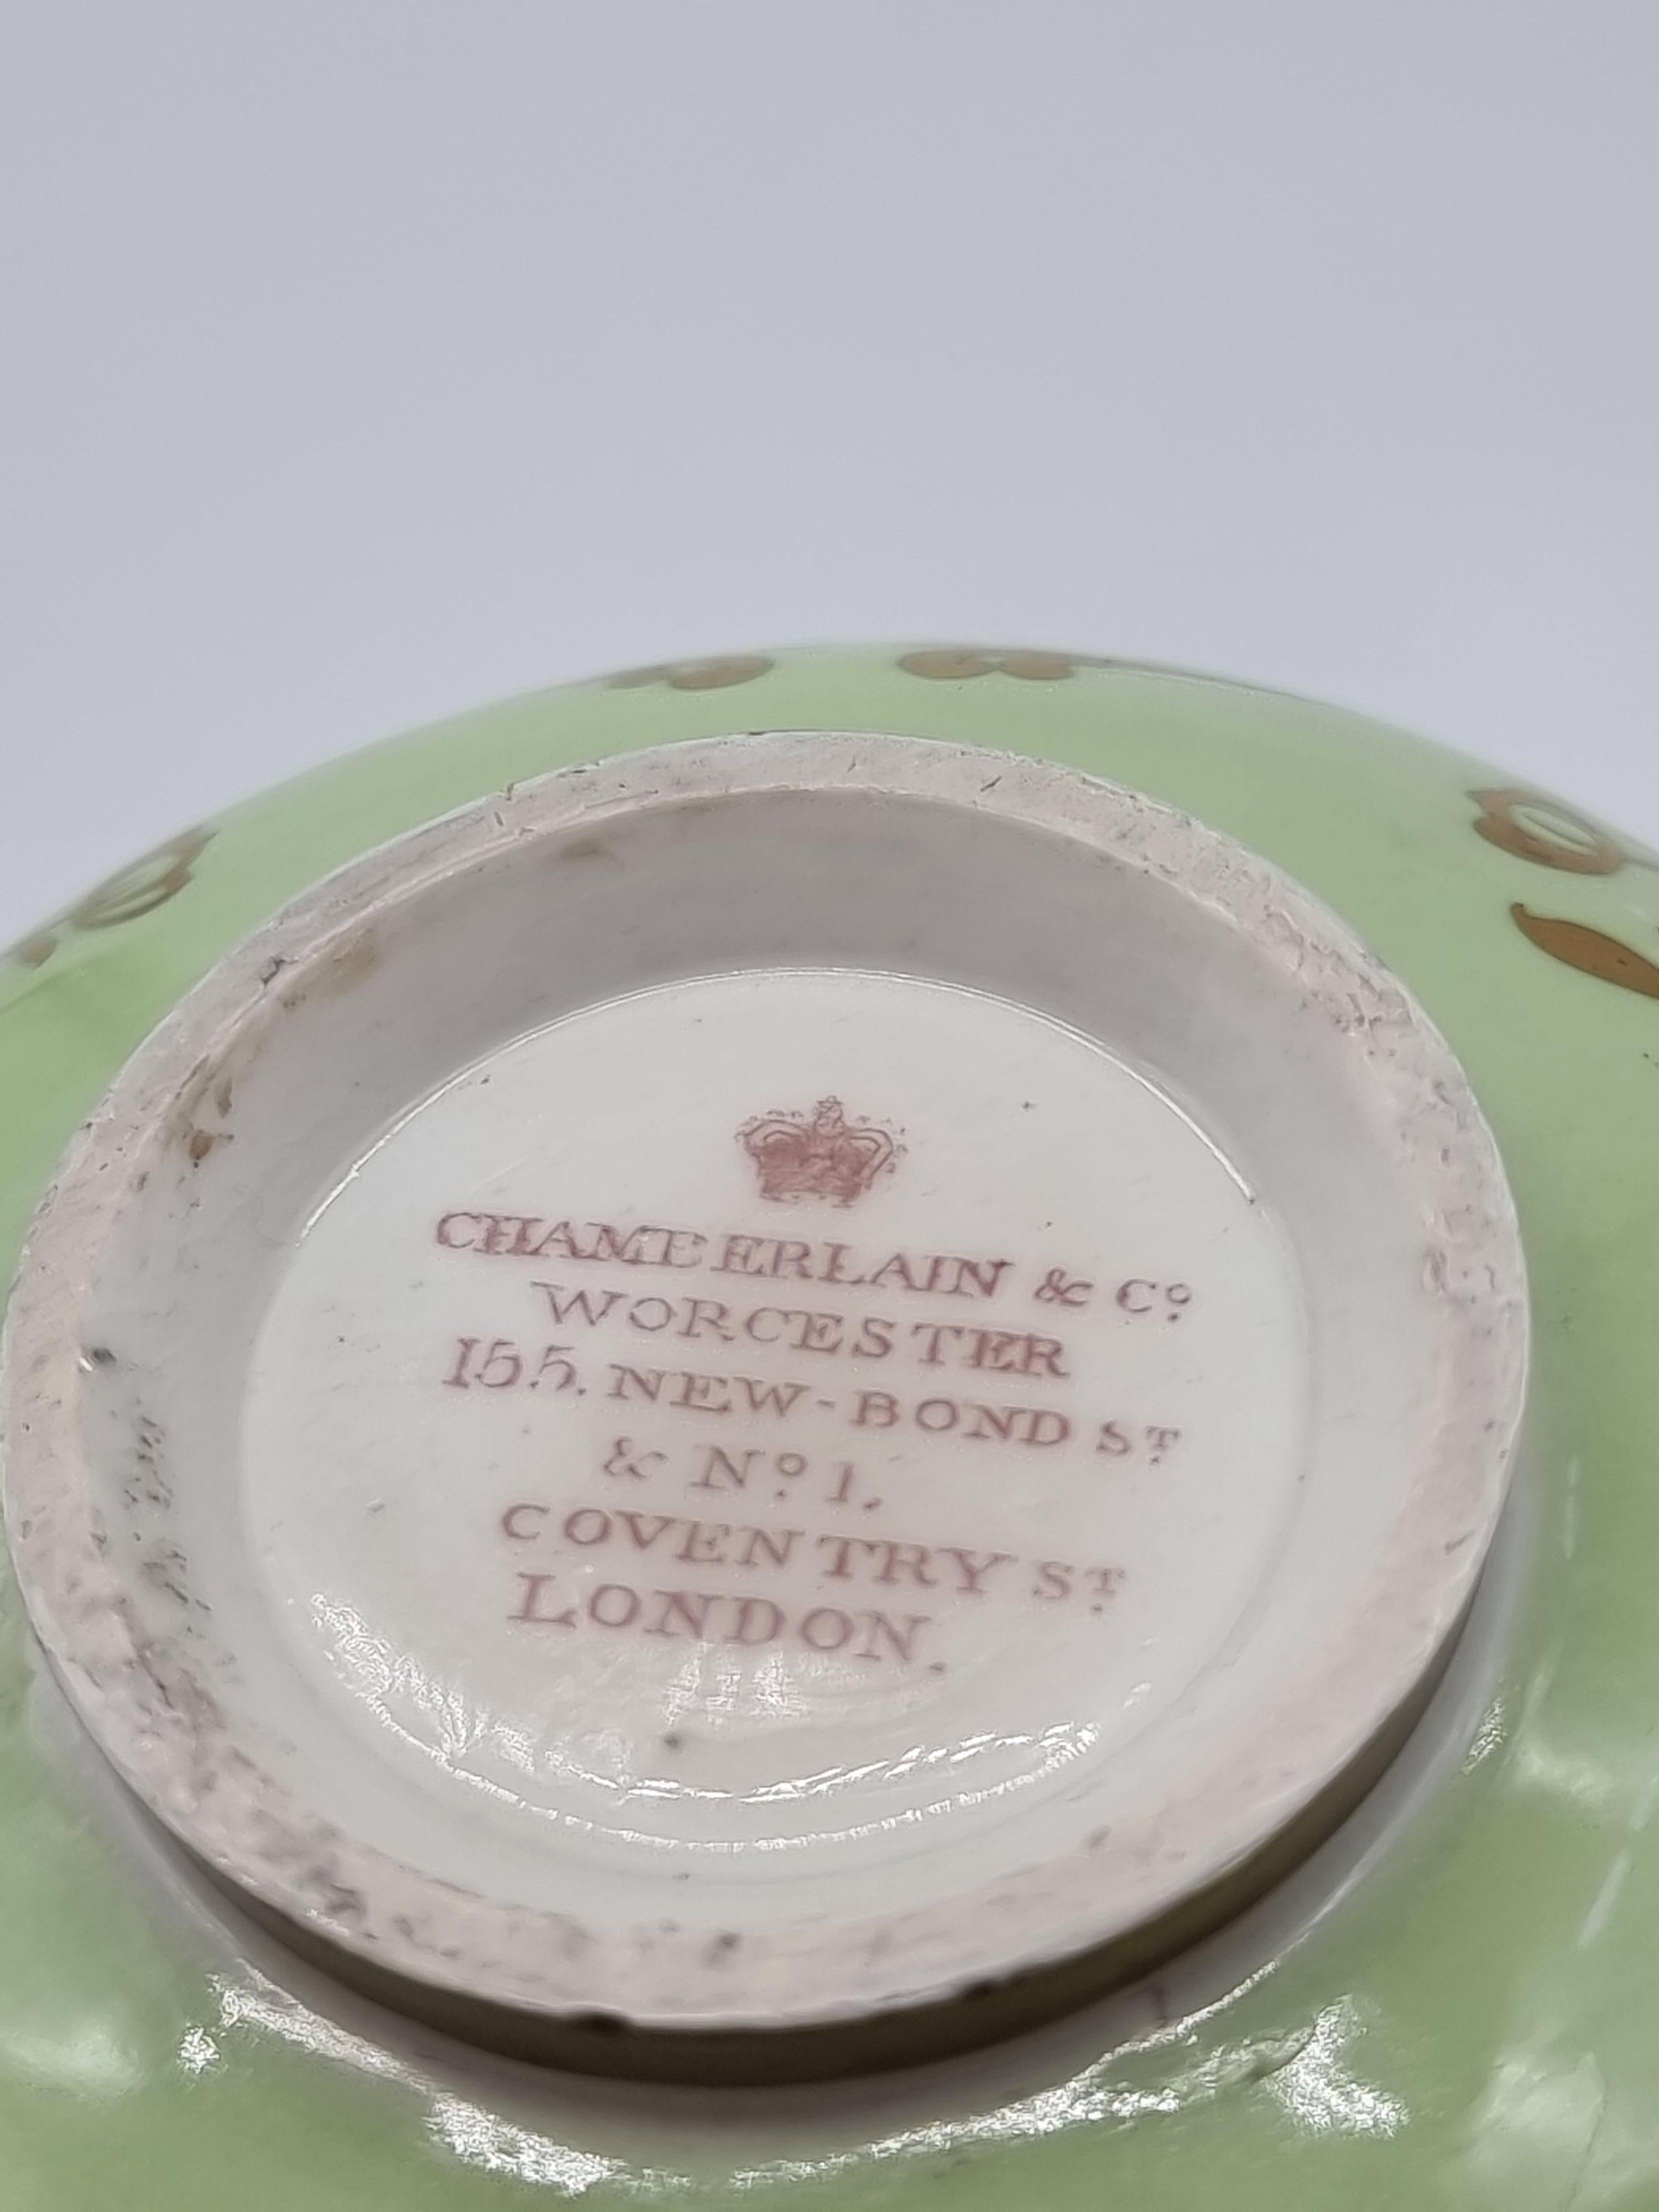 CHAMBERLAIN & Cº
WORCESTER
155. NEW-BOND Sᵀ
& Nº 1.
COVENTRY Sᵀ
LONDON.